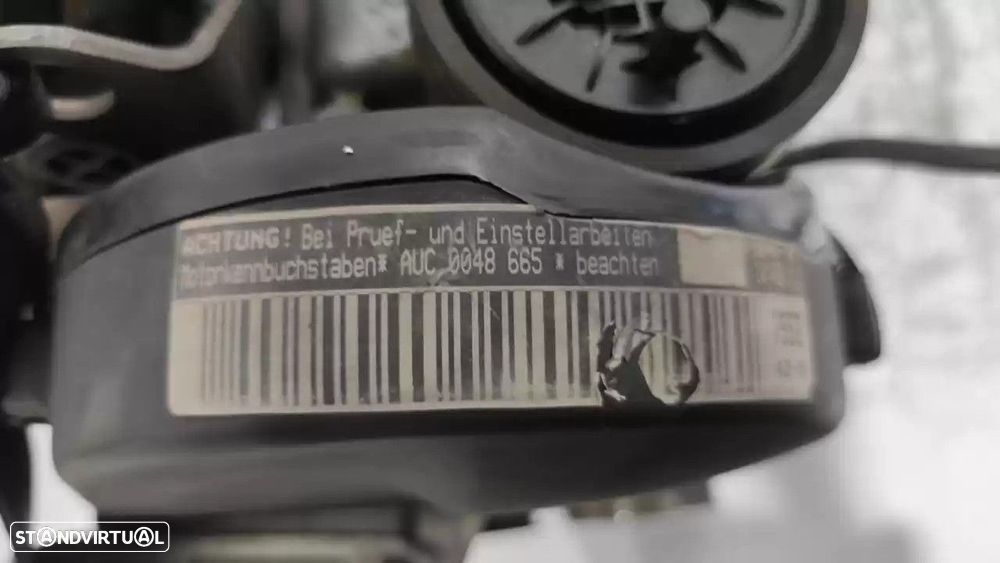 ACHTUNG! Bei Pruef- und Einstellarbeiten
Motorkennbuchstaben* AUC 0048 665 * beachten
STANDVIRTUAL